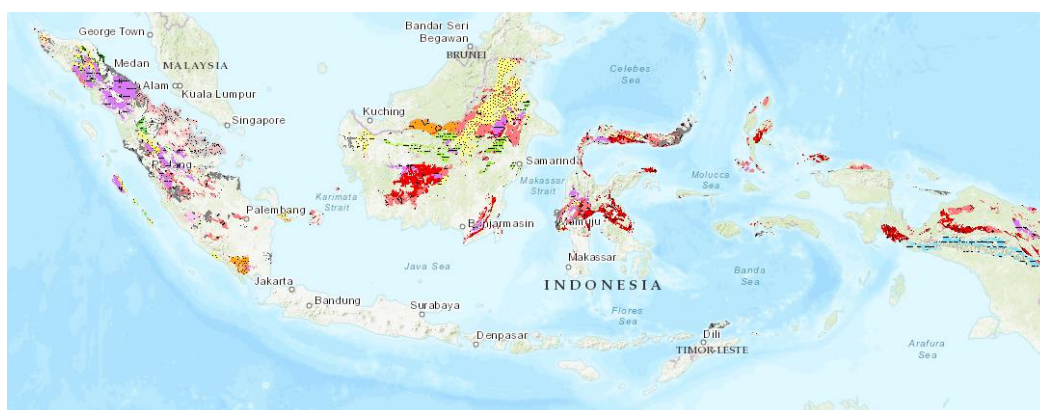 George Town
Bandar Seri
Begawan
BRUNEI
Medan
MALAYSIA
Celebes
Sea
Alam
Kuala Lumpur
Kuching
Singapore
Samarinda
Molucca
Sea
Makassar
Strait
Karimata
Strait
Palembang
Banjarmasin
Mamuju
Makassar
Java Sea
Banda
Sea
Jakarta
INDONESIA
Bandung
Surabaya
Flores
Sea
Denpasar
Dili
TIMOR-LESTE
Arafura
Sea